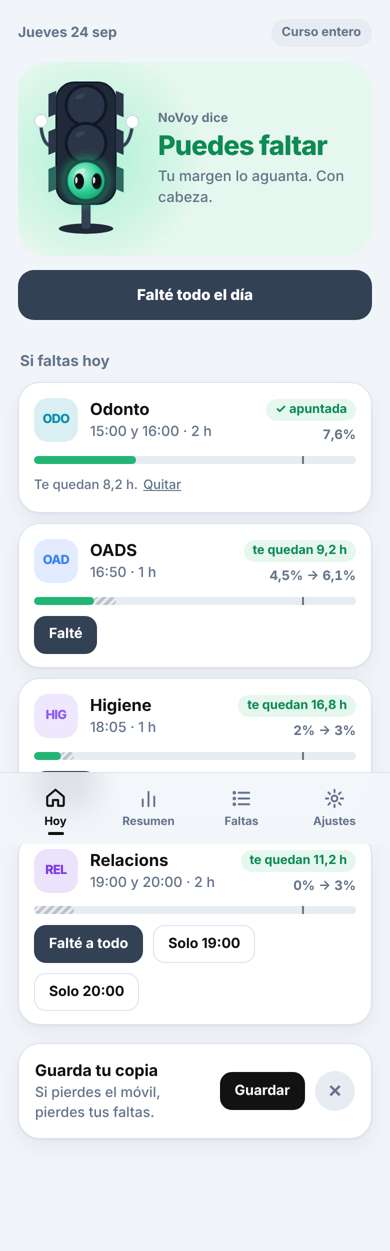 Jueves 24 sep
Curso entero
NoVoy dice
Puedes faltar
Tu margen lo aguanta. Con
cabeza.
Falté todo el día
Si faltas hoy
ODO
Odonto
15:00 y 16:00 · 2 h
✓ apuntada
7,6%
Te quedan 8,2 h. Quitar
OAD
OADS
16:50 · 1 h
te quedan 9,2 h
4,5% → 6,1%
Falté
HIG
Higiene
18:05 · 1 h
te quedan 16,8 h
2% → 3%
Hoy
Resumen
Faltas
Ajustes
REL
Relacions
19:00 y 20:00 · 2 h
te quedan 11,2 h
0% → 3%
Falté a todo
Solo 19:00
Solo 20:00
Guarda tu copia
Si pierdes el móvil,
pierdes tus faltas.
Guardar
✕